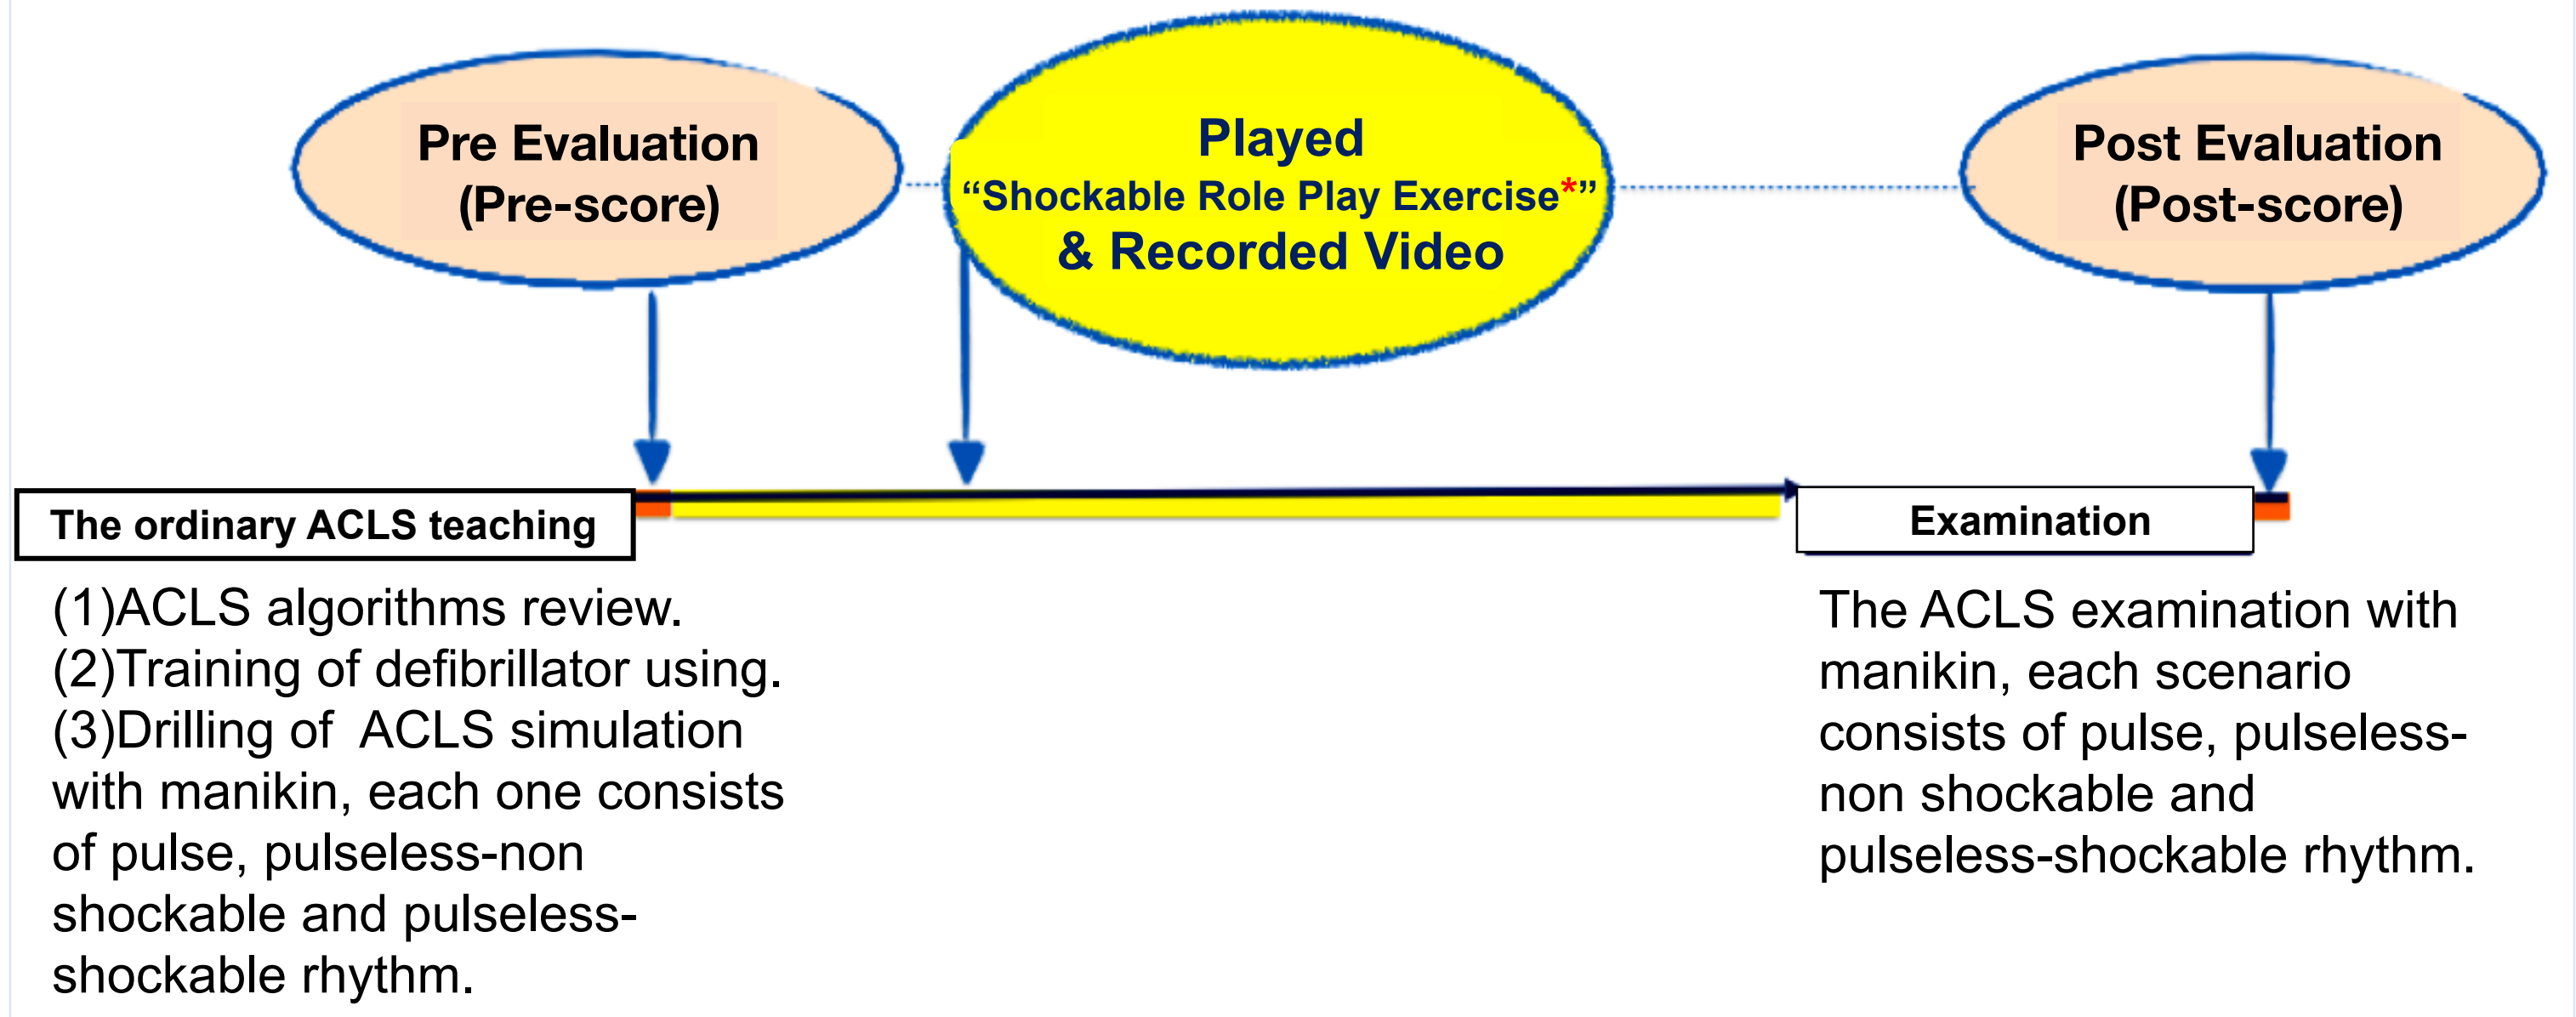 Pre Evaluation
(Pre-score)
Played
“Shockable Role Play Exercise*”
& Recorded Video
Post Evaluation
(Post-score)
The ordinary ACLS teaching
(1)ACLS algorithms review.
(2)Training of defibrillator using.
(3)Drilling of ACLS simulation
with manikin, each one consists
of pulse, pulseless-non
shockable and pulseless-
shockable rhythm.
Examination
The ACLS examination with
manikin, each scenario
consists of pulse, pulseless-
non shockable and
pulseless-shockable rhythm.